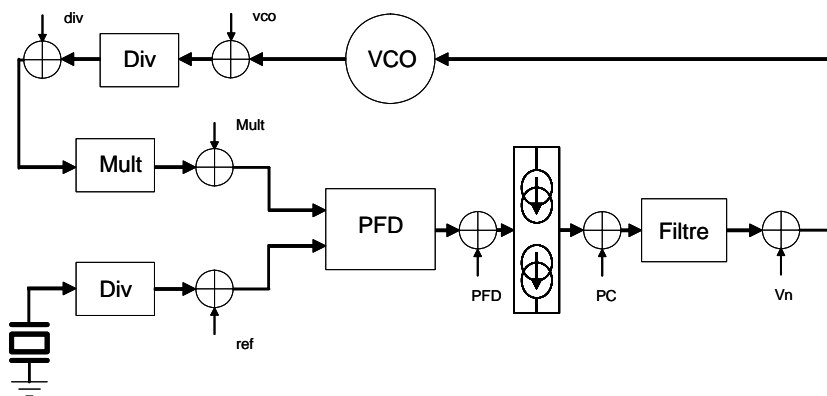 div
vco
Div
VCO
Mult
Mult
PFD
Filtre
Div
PFD
PC
Vn
ref